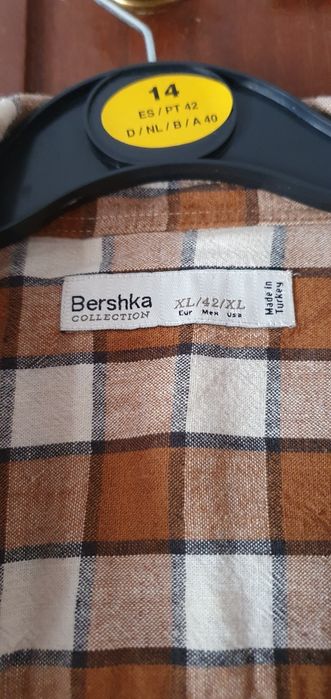 14
ES/PT 42
D/NL/B/A 40
Bershka
COLLECTION
XL/42/XL
Eur Mex Usa
Made in
Turkey